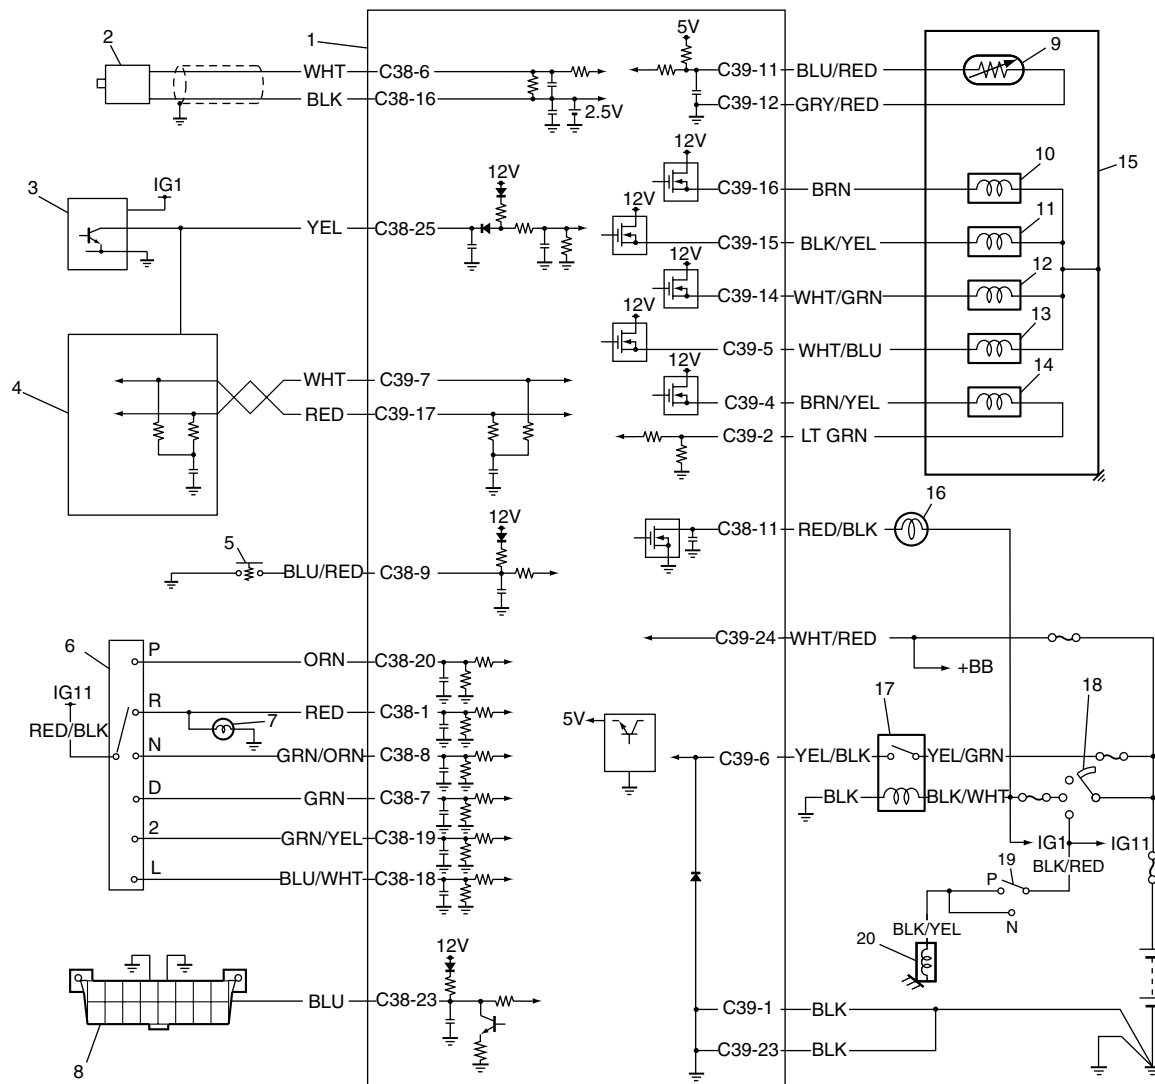 1
2
WHT C38-6
BLK C38-16
2.5V
5V
C39-11 BLU/RED
C39-12 GRY/RED
9
15
3
IG1
12V
YEL C38-25
12V
C39-16 BRN
10
12V
C39-15 BLK/YEL
11
12V
C39-14 WHT/GRN
12
12V
C39-5 WHT/BLU
13
12V
C39-4 BRN/YEL
14
C39-2 LT GRN
4
WHT C39-7
RED C39-17
12V
5
BLU/RED C38-9
C38-11 RED/BLK
16
6
IG11
RED/BLK
P
ORN C38-20
R
RED C38-1
7
N
GRN/ORN C38-8
D
GRN C38-7
2
GRN/YEL C38-19
L
BLU/WHT C38-18
C39-24 WHT/RED
+BB
5V
17
18
C39-6 YEL/BLK
YEL/GRN
BLK
BLK/WHT
IG1
IG11
BLK/RED
19
P
N
BLK/YEL
20
12V
BLU C38-23
8
C39-1 BLK
C39-23 BLK